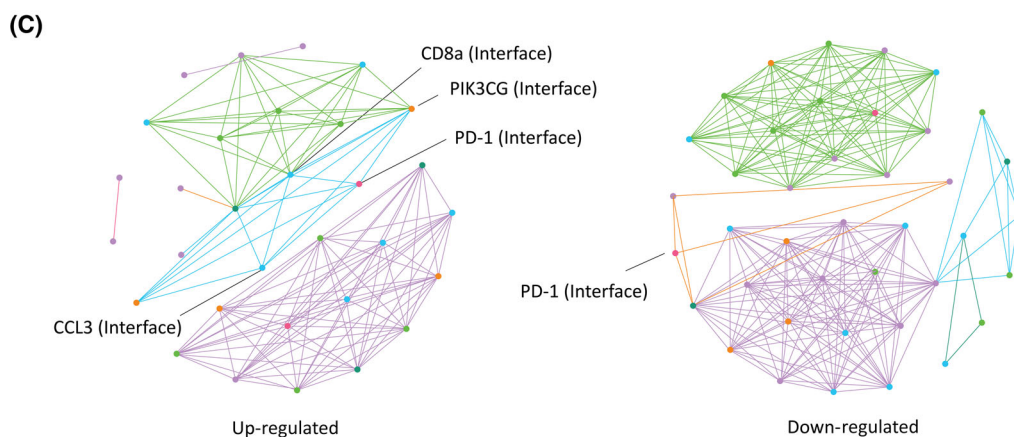 (C)
CD8a (Interface)
PIK3CG (Interface)
PD-1 (Interface)
CCL3 (Interface)
PD-1 (Interface)
Up-regulated
Down-regulated